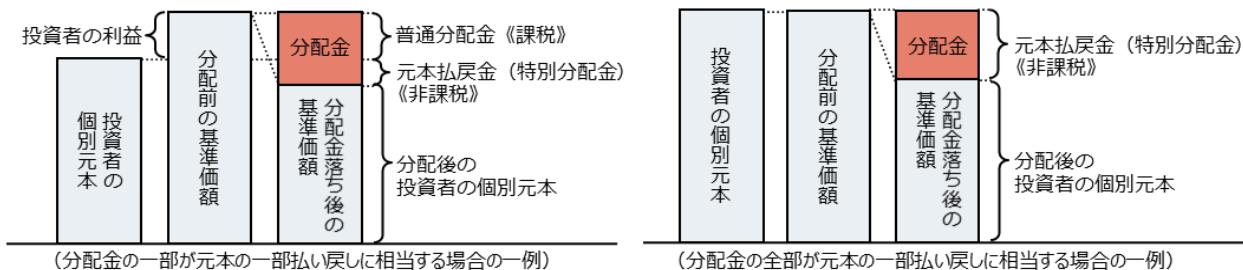 投資者の利益
投資者の
個別元本
分配前の基準価額
分配金
分配金落ち後の
基準価額
普通分配金《課税》
元本払戻金（特別分配金）
《非課税》
分配後の
投資者の個別元本
（分配金の一部が元本の一部払い戻しに相当する場合の一例）
投資者の個別元本
分配前の基準価額
分配金
分配金落ち後の
基準価額
元本払戻金（特別分配金）
《非課税》
分配後の
投資者の個別元本
（分配金の全部が元本の一部払い戻しに相当する場合の一例）